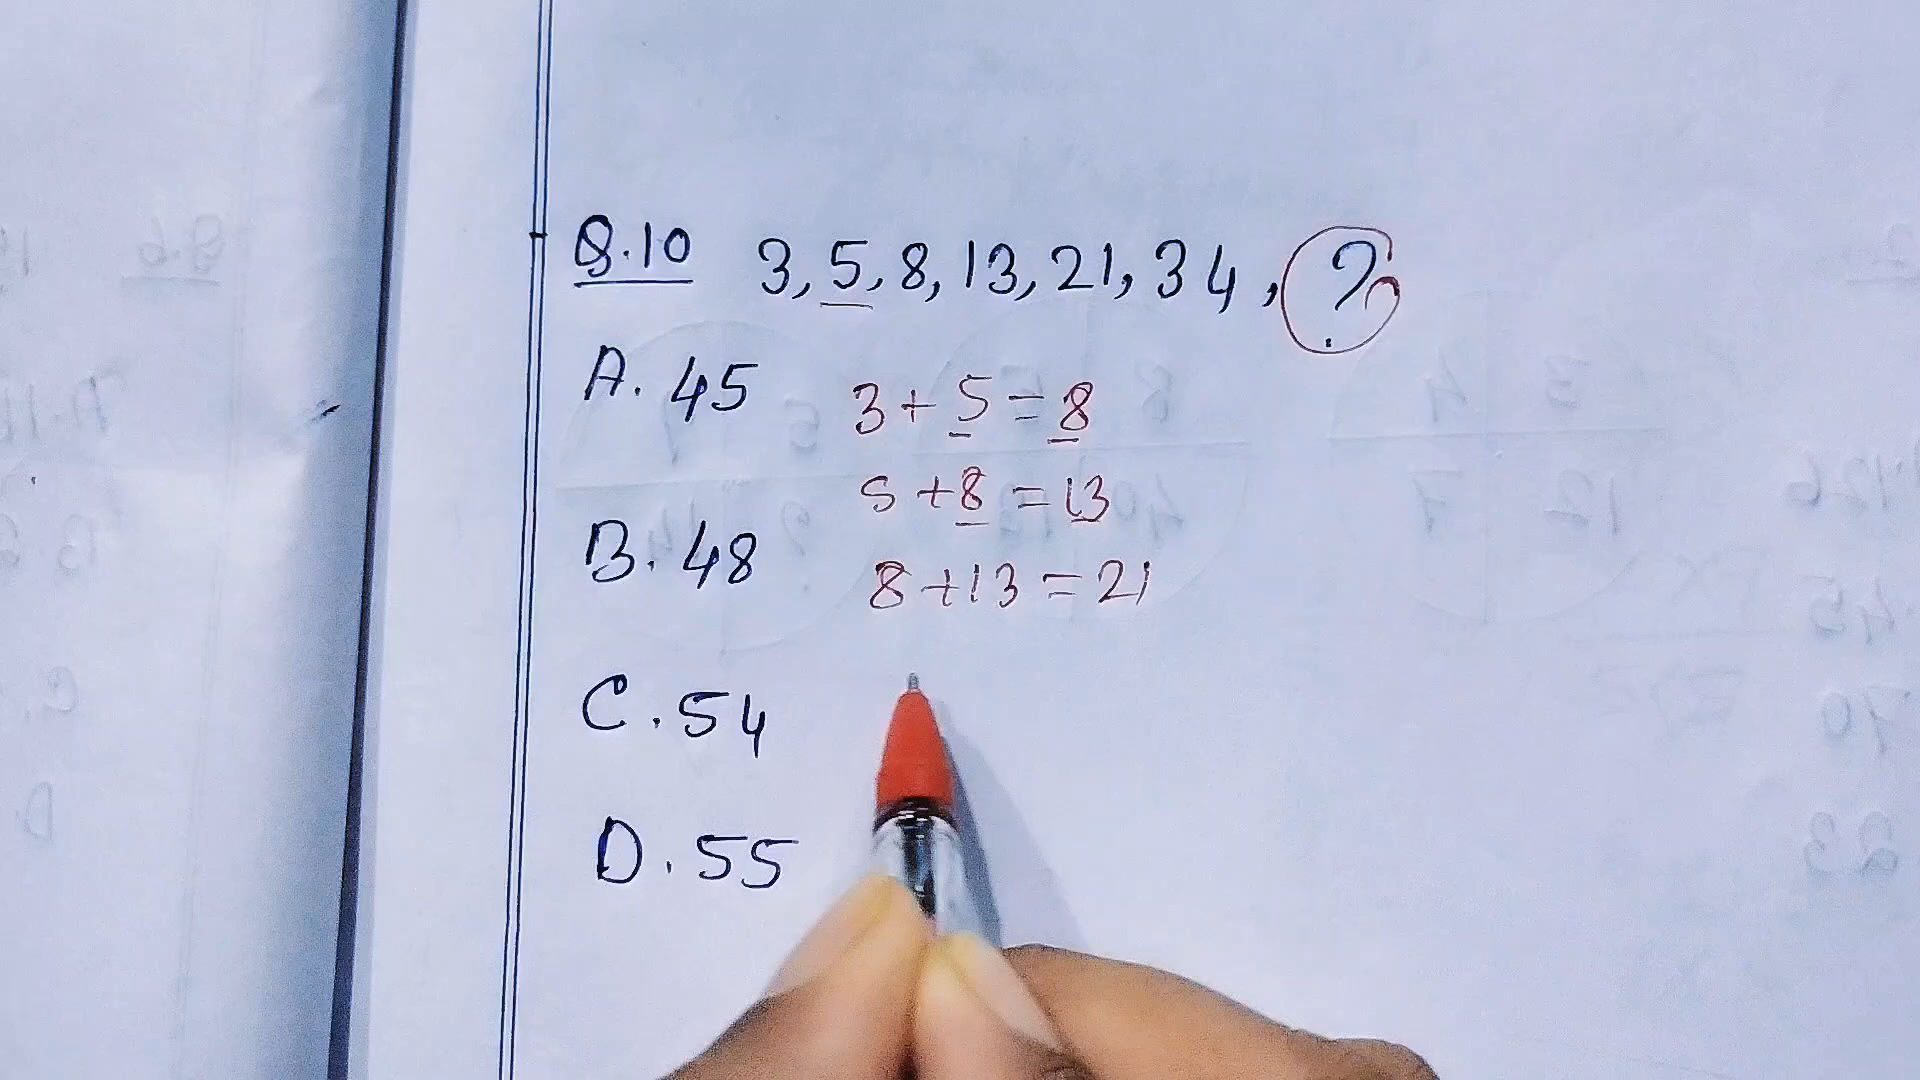 Q.10 3, 5, 8, 13, 21, 34, ?
A. 45
3 + 5 = 8
5 + 8 = 13
B. 48
8 + 13 = 21
C. 54
D. 55